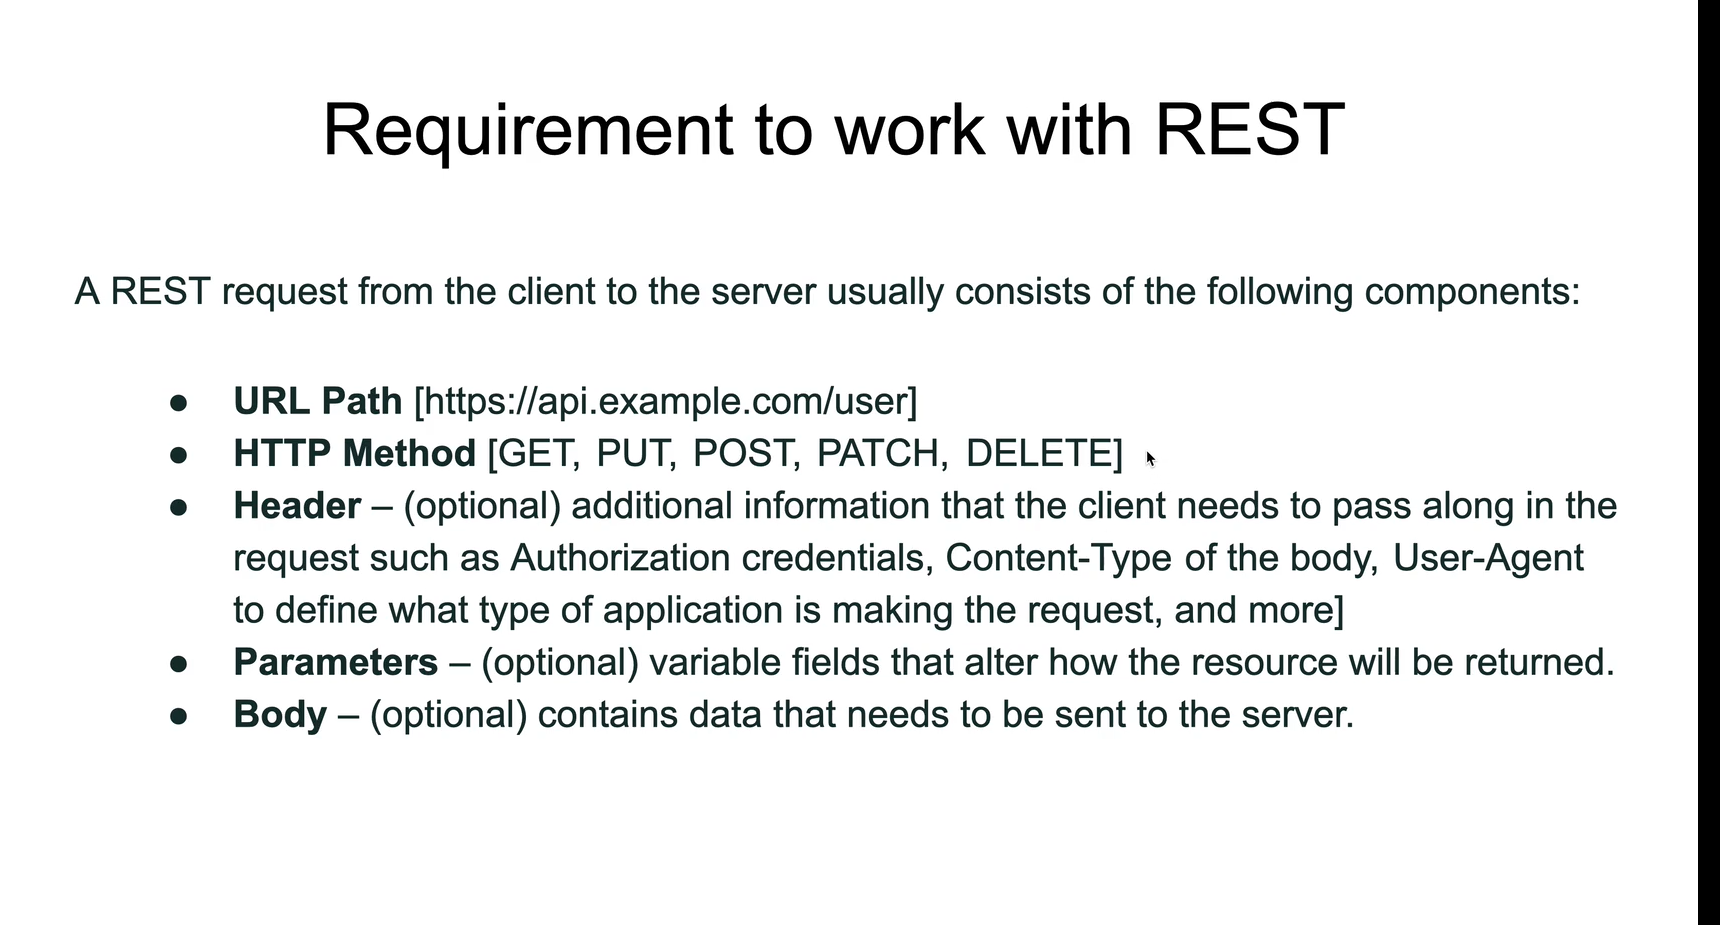 Requirement to work with REST
A REST request from the client to the server usually consists of the following components:
● URL Path [https://api.example.com/user]
● HTTP Method [GET, PUT, POST, PATCH, DELETE]
● Header – (optional) additional information that the client needs to pass along in the
request such as Authorization credentials, Content-Type of the body, User-Agent
to define what type of application is making the request, and more]
● Parameters – (optional) variable fields that alter how the resource will be returned.
● Body – (optional) contains data that needs to be sent to the server.